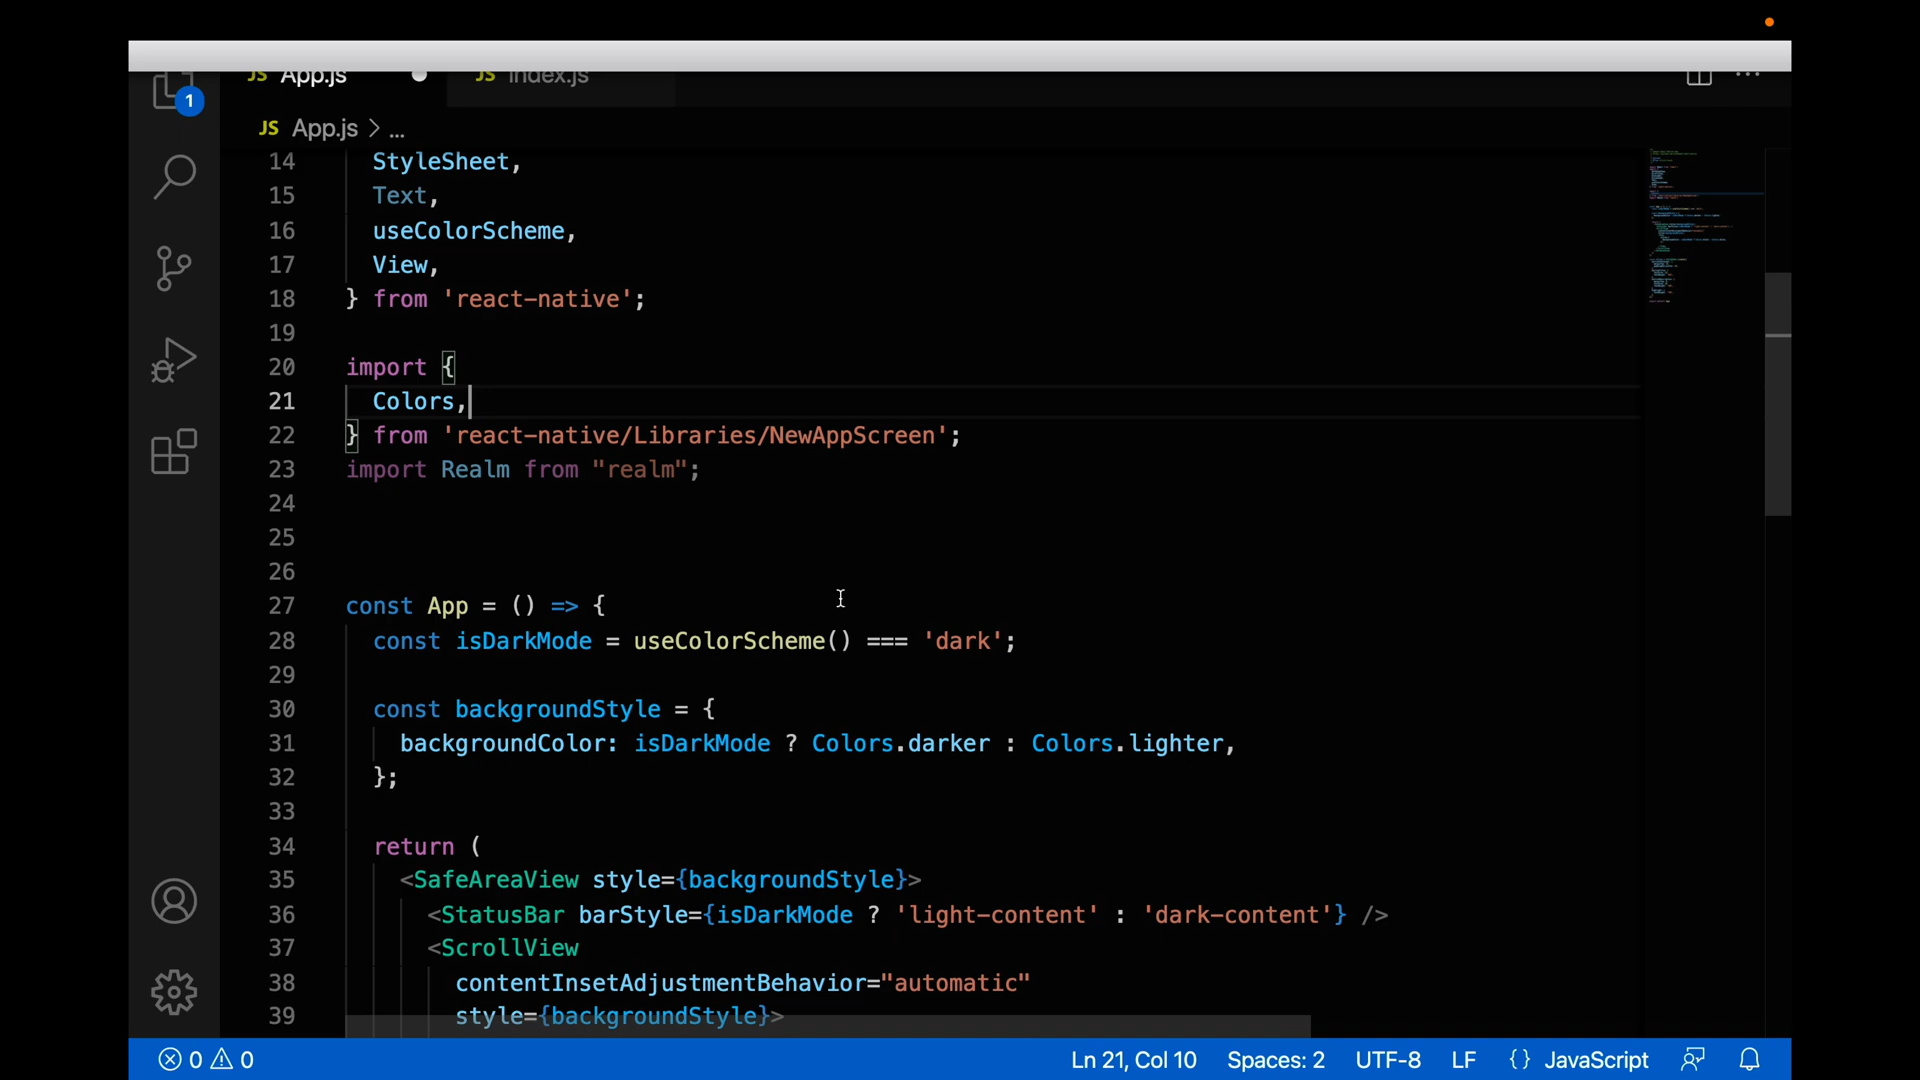 JS App.js
JS index.js
1
JS App.js > ...
14 StyleSheet,
15 Text,
16 useColorScheme,
17 View,
18 } from 'react-native';
19
20 import {
21 Colors,
22 } from 'react-native/Libraries/NewAppScreen';
23 import Realm from "realm";
24
25
26
27 const App = () => {
28 const isDarkMode = useColorScheme() === 'dark';
29
30 const backgroundStyle = {
31 backgroundColor: isDarkMode ? Colors.darker : Colors.lighter,
32 };
33
34 return (
35 <SafeAreaView style={backgroundStyle}>
36 <StatusBar barStyle={isDarkMode ? 'light-content' : 'dark-content'} />
37 <ScrollView
38 contentInsetAdjustmentBehavior="automatic"
39 style={backgroundStyle}>
0 0 Ln 21, Col 10 Spaces: 2 UTF-8 LF {} JavaScript